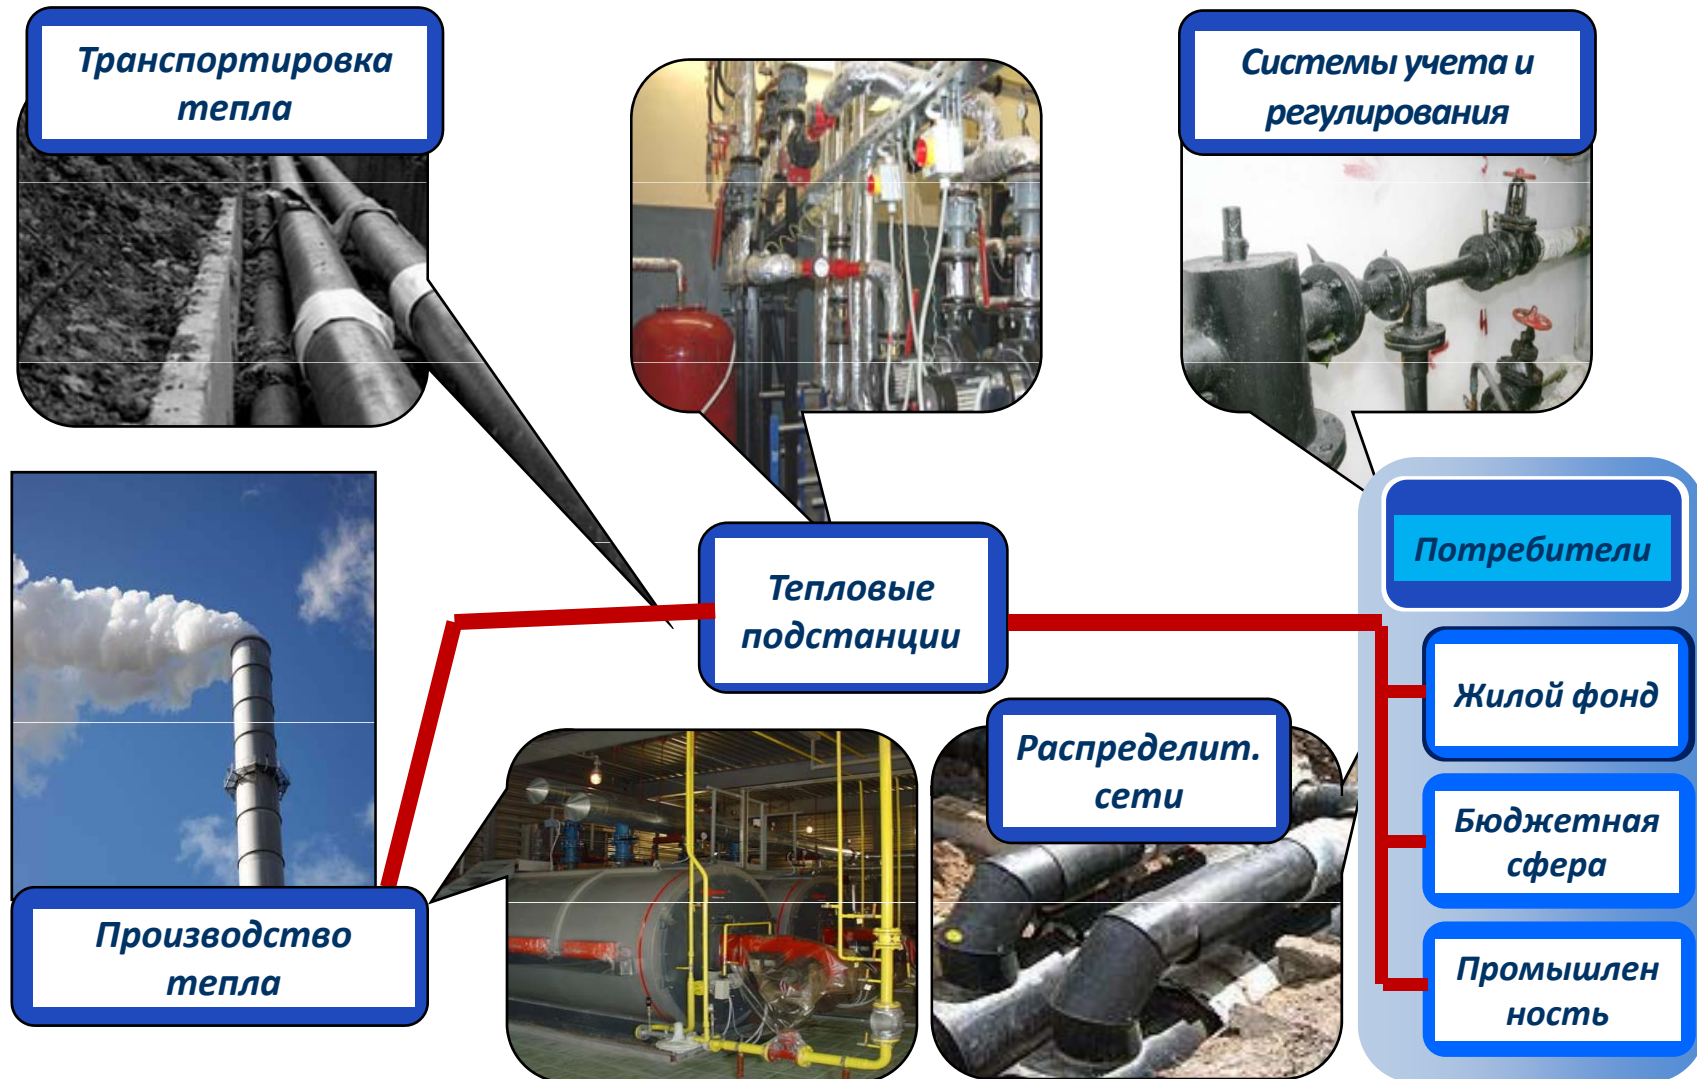 Транспортировка
тепла
Системы учета и
регулирования
Потребители
Тепловые
подстанции
Жилой фонд
Распределит.
сети
Бюджетная
сфера
Производство
тепла
Промышлен
ность